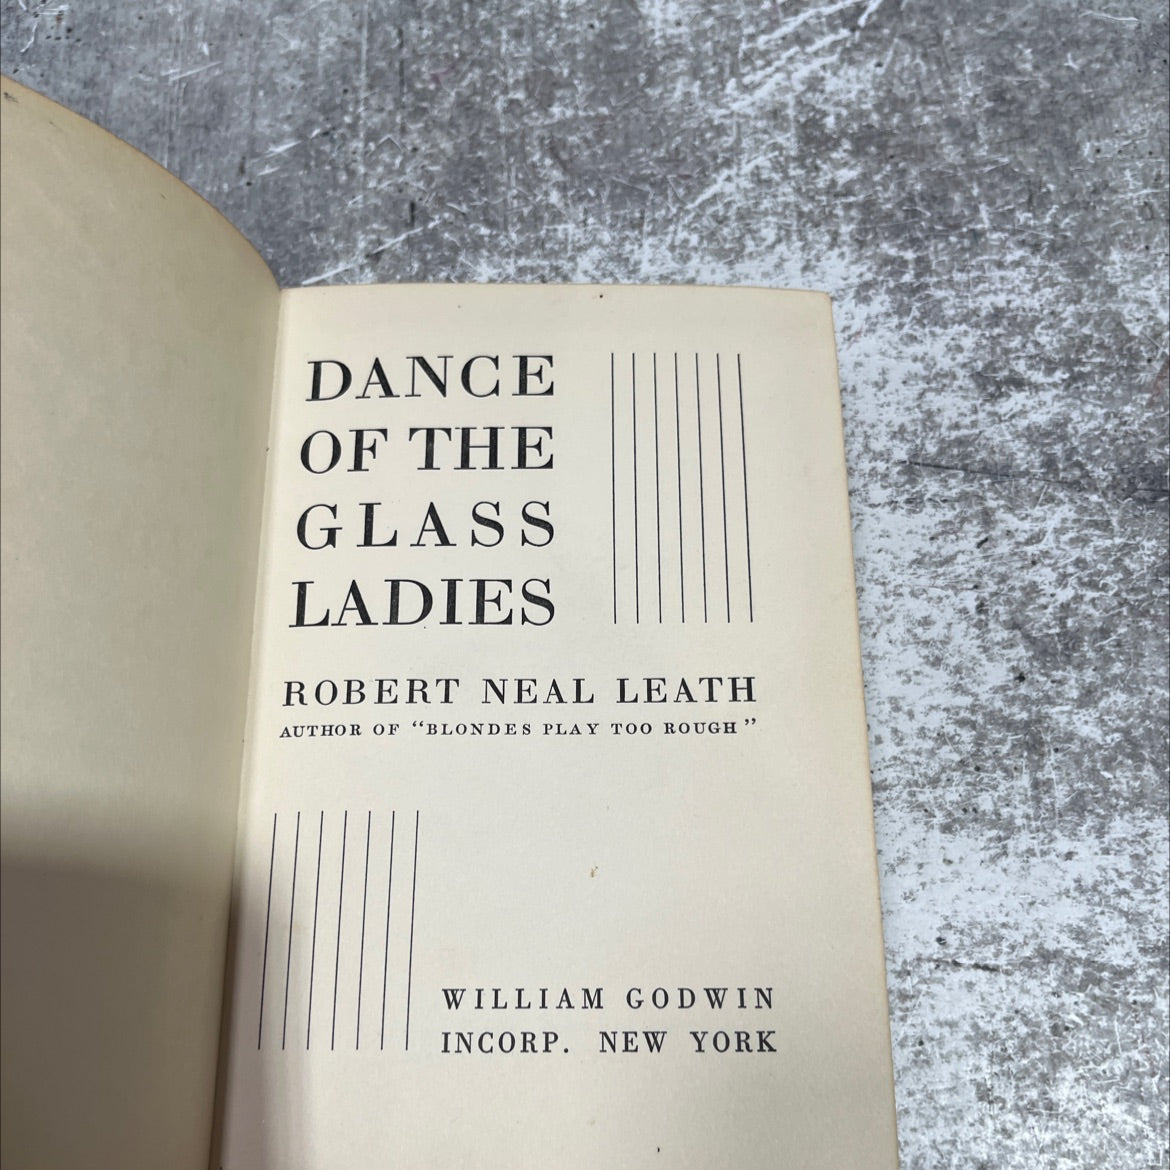 DANCE
OF THE
GLASS
LADIES
ROBERT NEAL LEATH
AUTHOR OF "BLONDES PLAY TOO ROUGH"
WILLIAM GODWIN
INCORP. NEW YORK